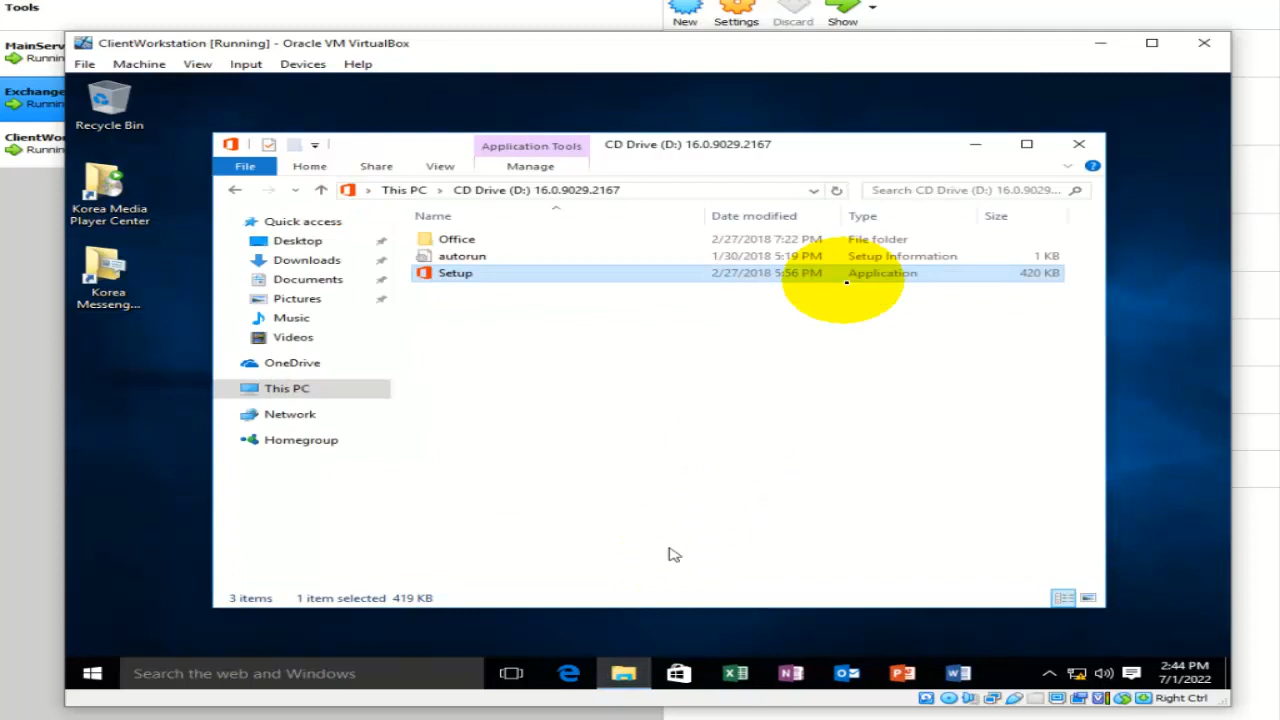 Tools
New
Settings
Discard
Show
MainServ
Runnin
Exchange
Runnin
ClientWo
Runnin
ClientWorkstation [Running] - Oracle VM VirtualBox
File
Machine
View
Input
Devices
Help
Recycle Bin
Korea Media
Player Center
Korea
Messeng...
Application Tools
CD Drive (D:) 16.0.9029.2167
File
Home
Share
View
Manage
This PC
CD Drive (D:) 16.0.9029.2167
Search CD Drive (D:) 16.0.9029...
Quick access
Desktop
Downloads
Documents
Pictures
Music
Videos
OneDrive
This PC
Network
Homegroup
Name
Date modified
Type
Size
Office
2/27/2018 7:22 PM
File folder
autorun
1/30/2018 5:19 PM
Setup Information
1 KB
Setup
2/27/2018 5:56 PM
Application
420 KB
3 items
1 item selected 419 KB
Search the web and Windows
2:44 PM
7/1/2022
Right Ctrl